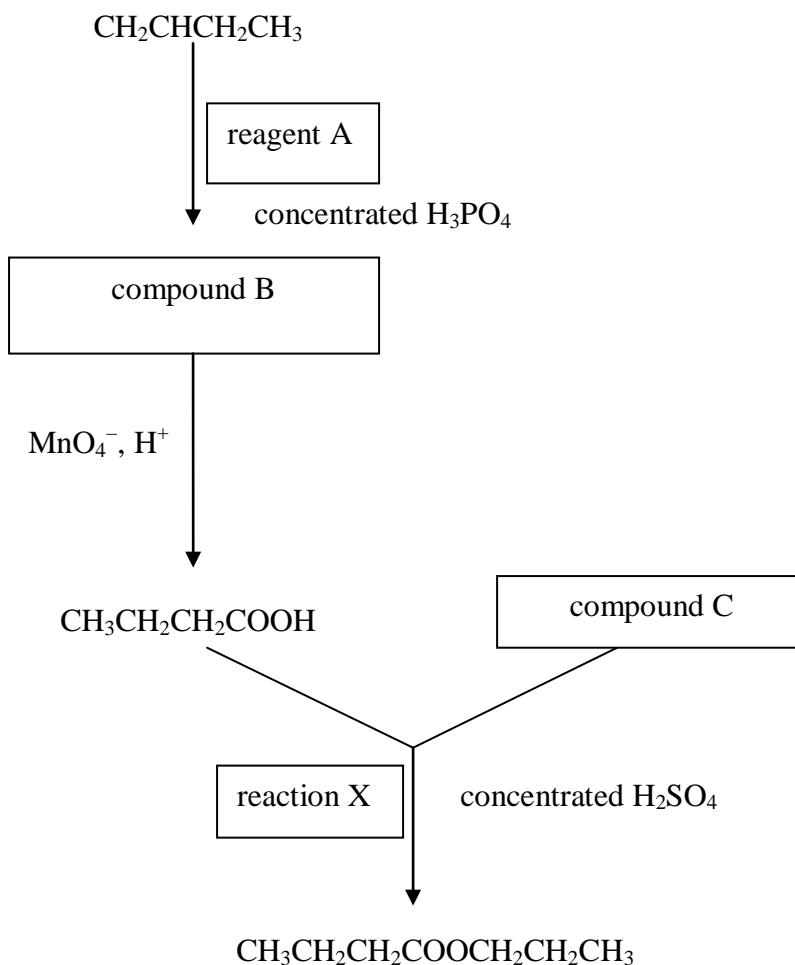 CH₂CHCH₂CH₃
reagent A
concentrated H₃PO₄
compound B
MnO₄⁻, H⁺
CH₃CH₂CH₂COOH
compound C
reaction X
concentrated H₂SO₄
CH₃CH₂CH₂COOCH₂CH₂CH₃